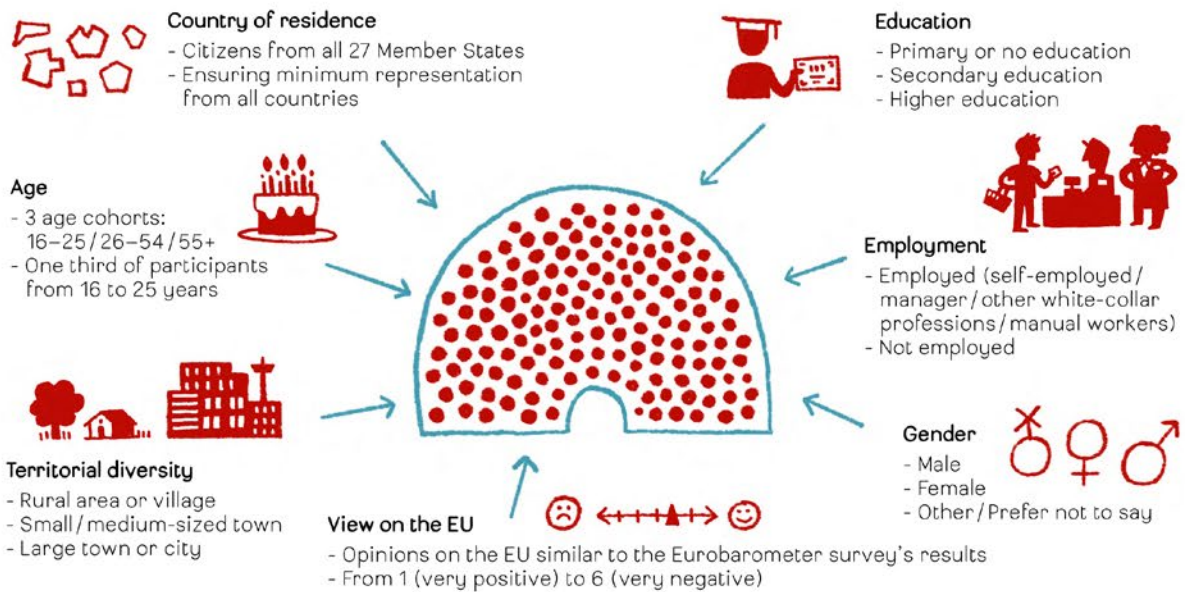 Country of residence
- Citizens from all 27 Member States
- Ensuring minimum representation
from all countries
Education
- Primary or no education
- Secondary education
- Higher education
Age
- 3 age cohorts:
16–25/26–54/55+
- One third of participants
from 16 to 25 years
Employment
- Employed (self-employed/
manager/other white-collar
professions/manual workers)
- Not employed
Territorial diversity
- Rural area or village
- Small/medium-sized town
- Large town or city
Gender
- Male
- Female
- Other/Prefer not to say
View on the EU
- Opinions on the EU similar to the Eurobarometer survey's results
- From 1 (very positive) to 6 (very negative)